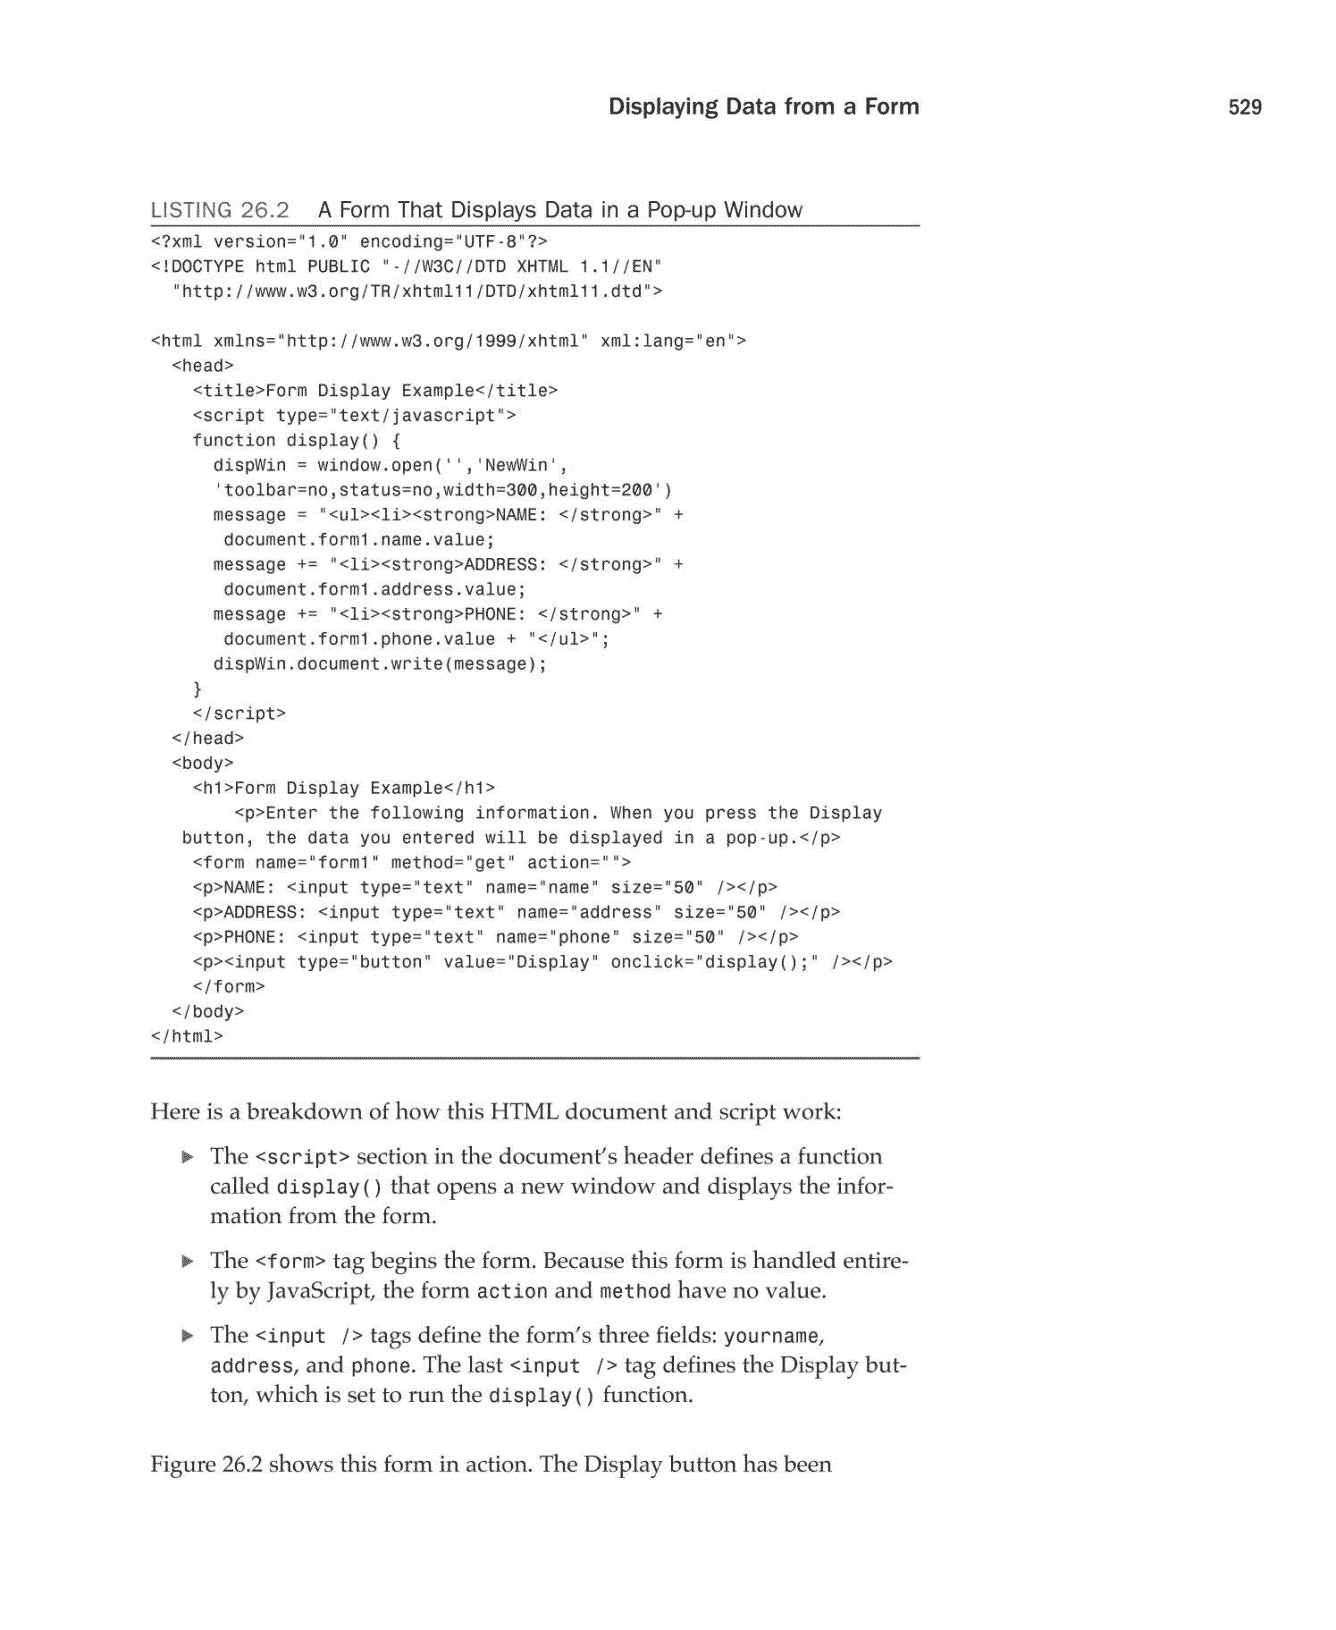 Displaying Data from a Form 529
LISTING 26.2 A Form That Displays Data in a Pop-up Window
<?xml version="1.0" encoding="UTF-8"?>
<!DOCTYPE html PUBLIC "-//W3C//DTD XHTML 1.1//EN"
  "http://www.w3.org/TR/xhtml11/DTD/xhtml11.dtd">

<html xmlns="http://www.w3.org/1999/xhtml" xml:lang="en">
  <head>
    <title>Form Display Example</title>
    <script type="text/javascript">
    function display() {
      dispWin = window.open('','NewWin',
      'toolbar=no,status=no,width=300,height=200')
      message = "<ul><li><strong>NAME: </strong>" +
       document.form1.name.value;
      message += "<li><strong>ADDRESS: </strong>" +
       document.form1.address.value;
      message += "<li><strong>PHONE: </strong>" +
       document.form1.phone.value + "</ul>";
      dispWin.document.write(message);
    }
    </script>
  </head>
  <body>
    <h1>Form Display Example</h1>
        <p>Enter the following information. When you press the Display
   button, the data you entered will be displayed in a pop-up.</p>
    <form name="form1" method="get" action="">
    <p>NAME: <input type="text" name="name" size="50" /></p>
    <p>ADDRESS: <input type="text" name="address" size="50" /></p>
    <p>PHONE: <input type="text" name="phone" size="50" /></p>
    <p><input type="button" value="Display" onclick="display();" /></p>
    </form>
  </body>
</html>
Here is a breakdown of how this HTML document and script work:
The <script> section in the document's header defines a function
called display() that opens a new window and displays the infor-
mation from the form.
The <form> tag begins the form. Because this form is handled entire-
ly by JavaScript, the form action and method have no value.
The <input /> tags define the form's three fields: yourname,
address, and phone. The last <input /> tag defines the Display but-
ton, which is set to run the display() function.
Figure 26.2 shows this form in action. The Display button has been